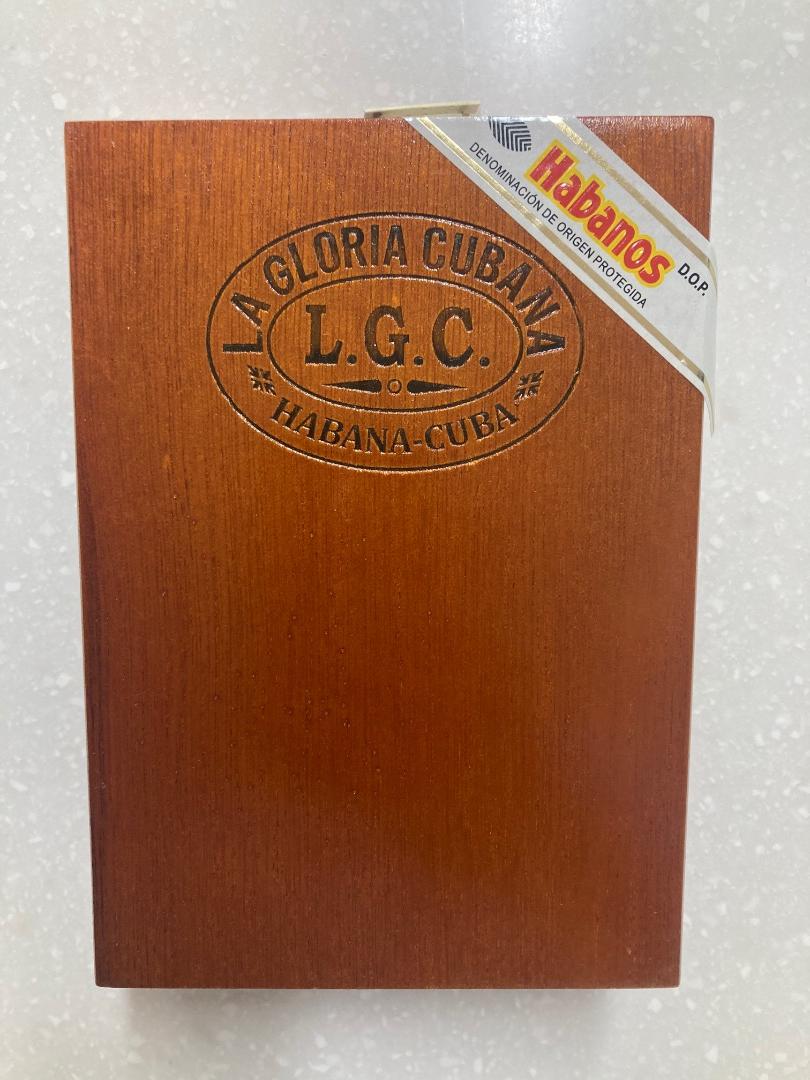 Habanos
D.O.P.
DENOMINACIÓN DE ORIGEN PROTEGIDA
LA GLORIA CUBANA
L.G.C.
HABANA-CUBA